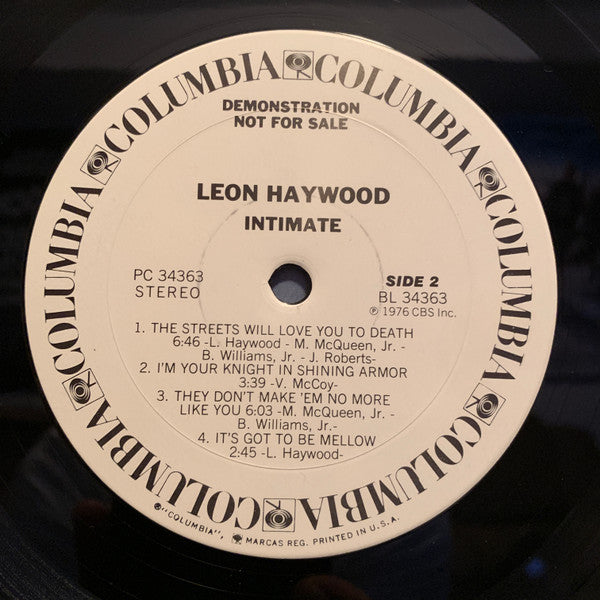 COLUMBIA COLUMBIA COLUMBIA COLUMBIA COLUMBIA COLUMBIA COLUMBIA COLUMBIA
DEMONSTRATION
NOT FOR SALE
LEON HAYWOOD
INTIMATE
PC 34363
STEREO
SIDE 2
BL 34363
Ⓟ 1976 CBS Inc.
1. THE STREETS WILL LOVE YOU TO DEATH
6:46 -L. Haywood - M. McQueen, Jr. -
B. Williams, Jr. - J. Roberts-
2. I'M YOUR KNIGHT IN SHINING ARMOR
3:39 -V. McCoy-
3. THEY DON'T MAKE 'EM NO MORE
LIKE YOU 6:03 -M. McQueen, Jr. -
B. Williams, Jr.-
4. IT'S GOT TO BE MELLOW
2:45 -L. Haywood-
® "COLUMBIA", MARCAS REG. PRINTED IN U.S.A.